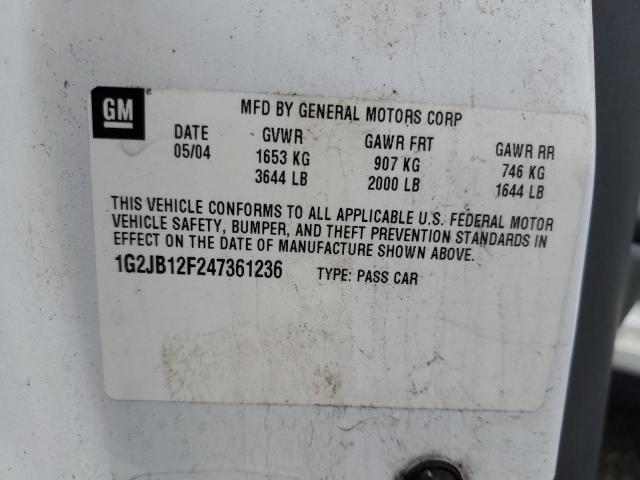 GM
MFD BY GENERAL MOTORS CORP
DATE GVWR GAWR FRT GAWR RR
05/04 1653 KG 907 KG 746 KG
3644 LB 2000 LB 1644 LB
THIS VEHICLE CONFORMS TO ALL APPLICABLE U.S. FEDERAL MOTOR
VEHICLE SAFETY, BUMPER, AND THEFT PREVENTION STANDARDS IN
EFFECT ON THE DATE OF MANUFACTURE SHOWN ABOVE.
1G2JB12F247361236 TYPE: PASS CAR